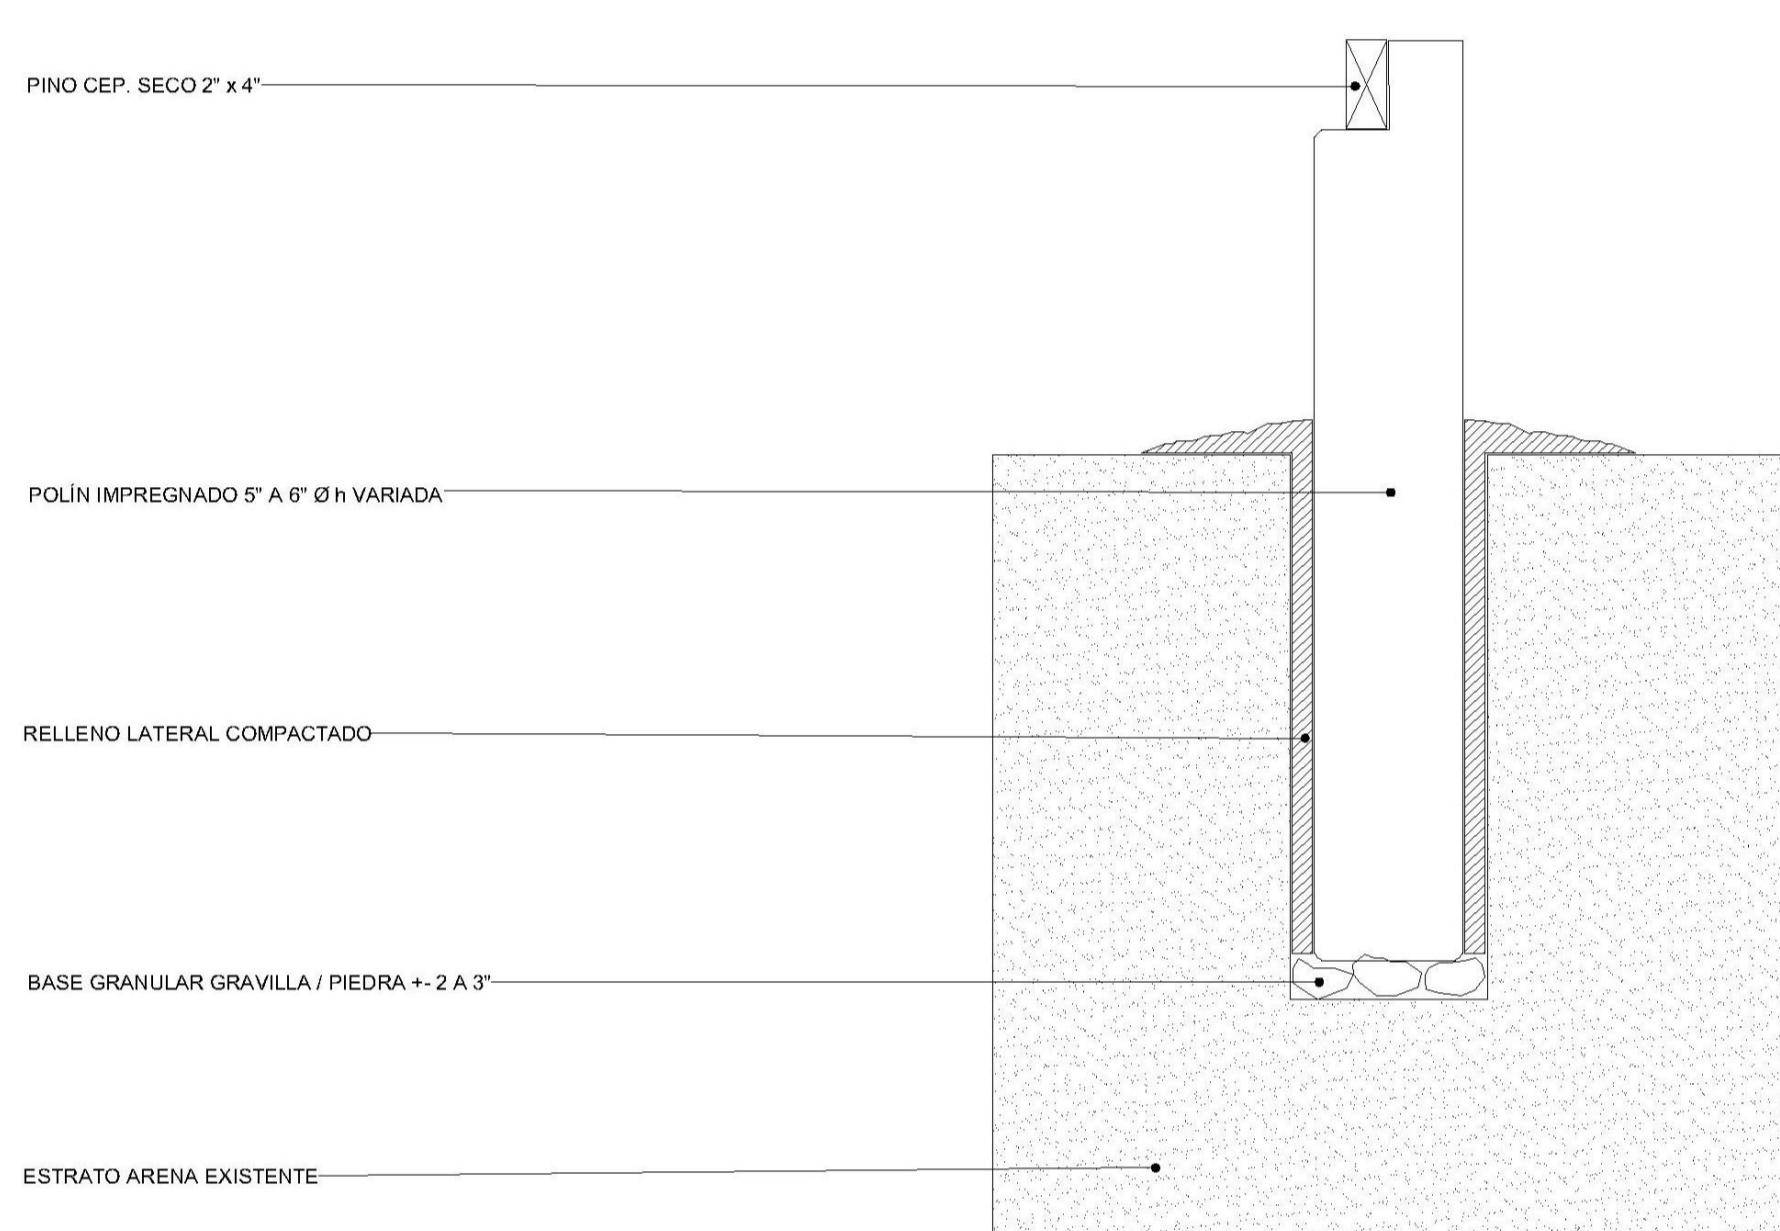 PINO CEP. SECO 2" x 4"
POLÍN IMPREGNADO 5" A 6" Ø h VARIADA
RELLENO LATERAL COMPACTADO
BASE GRANULAR GRAVILLA / PIEDRA +- 2 A 3"
ESTRATO ARENA EXISTENTE